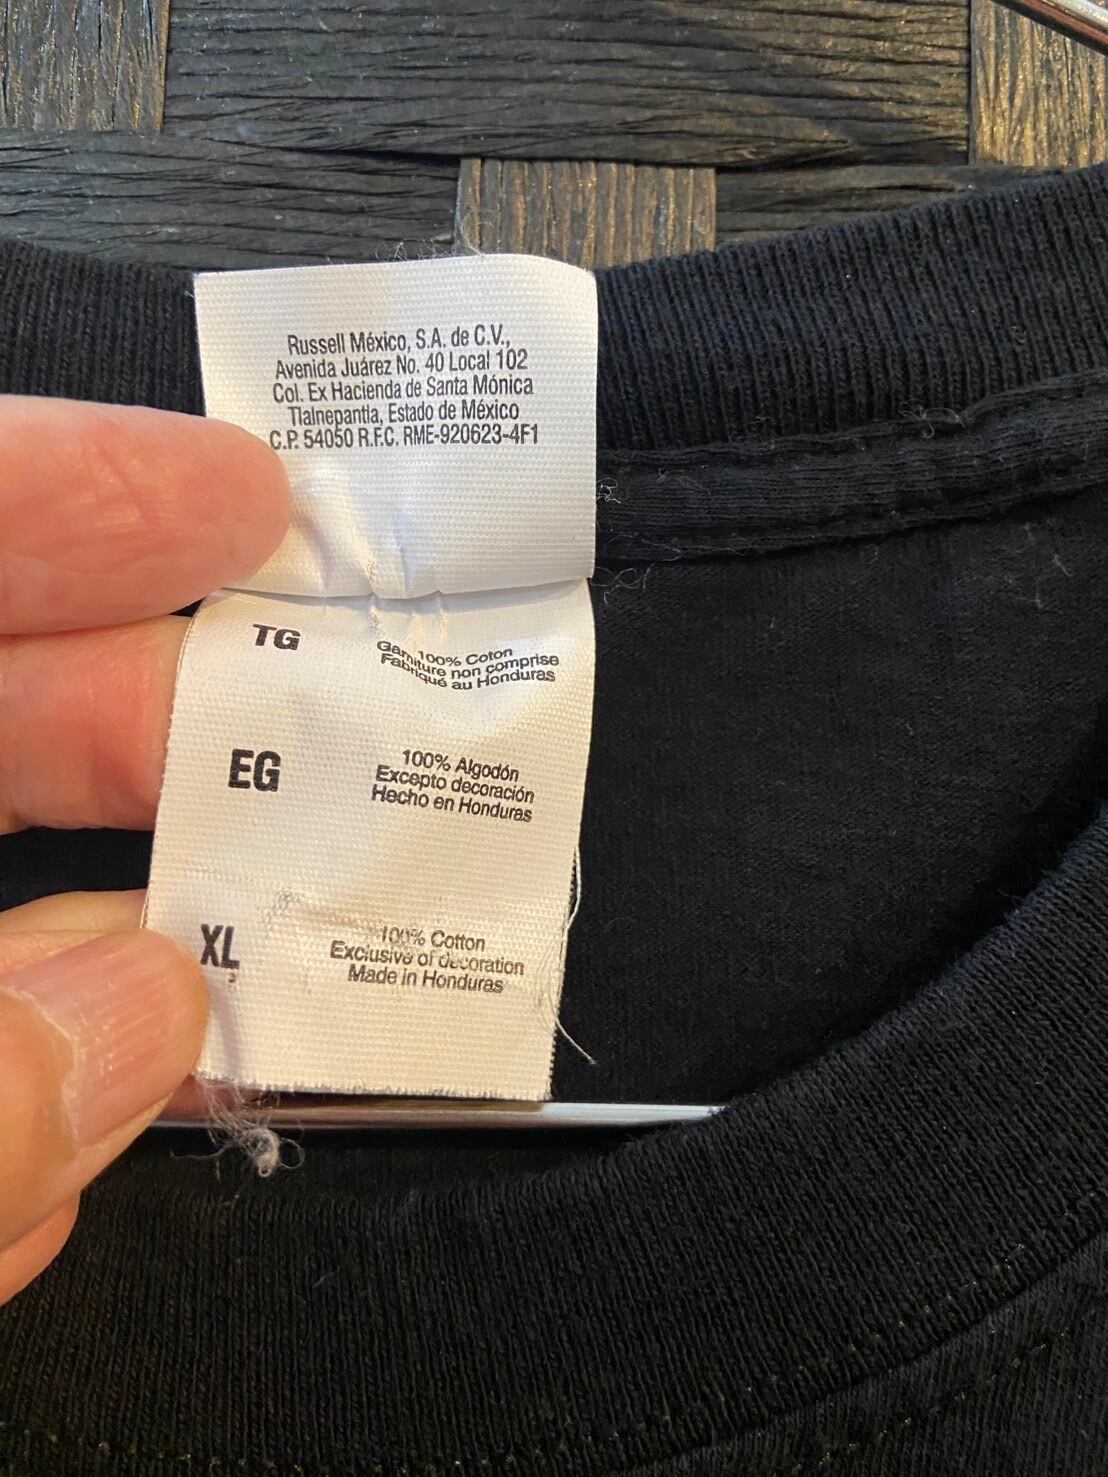 Russell México, S.A. de C.V.,
Avenida Juárez No. 40 Local 102
Col. Ex Hacienda de Santa Mónica
Tlalnepantla, Estado de México
C.P. 54050 R.F.C. RME-920623-4F1
TG
100% Coton
Garniture non comprise
Fabriqué au Honduras
EG
100% Algodón
Excepto decoración
Hecho en Honduras
XL
100% Cotton
Exclusive of decoration
Made in Honduras